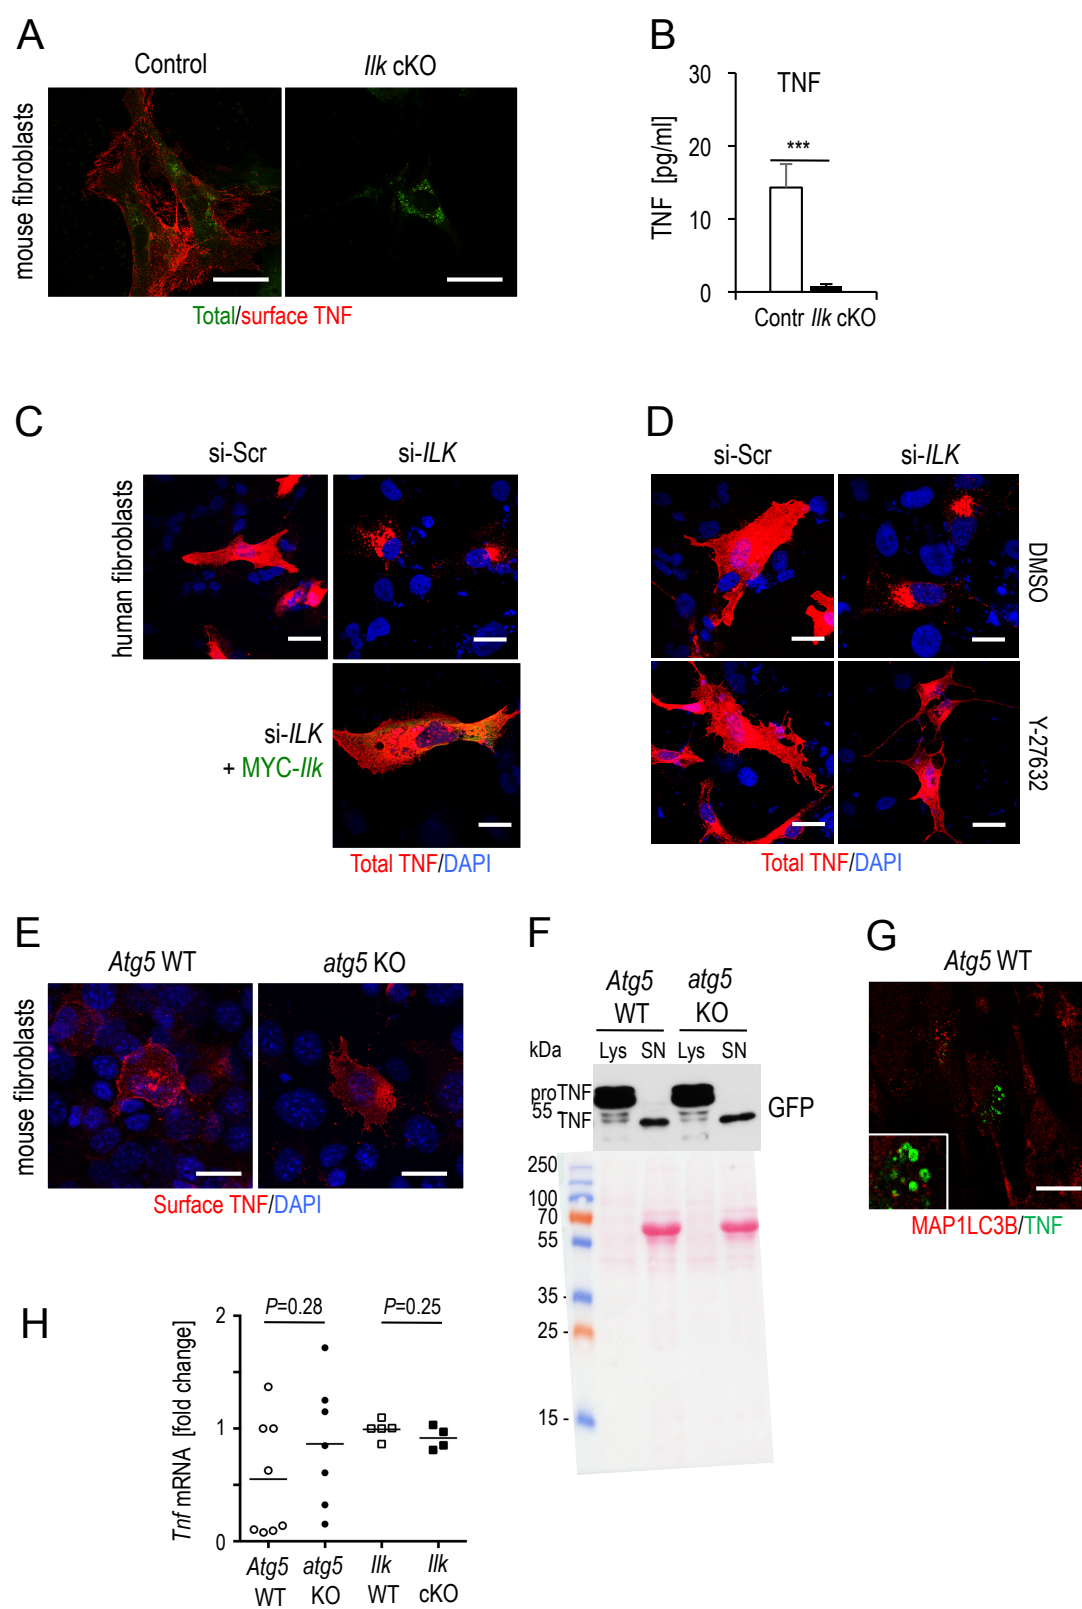 A
Control
Ilk cKO
mouse fibroblasts
Total/surface TNF
B
30
TNF
TNF [pg/ml]
***
20
10
0
Contr Ilk cKO
C
si-Scr
si-ILK
human fibroblasts
si-ILK
+ MYC-Ilk
Total TNF/DAPI
D
si-Scr
si-ILK
DMSO
Y-27632
Total TNF/DAPI
E
Atg5 WT
atg5 KO
mouse fibroblasts
Surface TNF/DAPI
F
Atg5
WT
atg5
KO
kDa
Lys SN Lys SN
proTNF
55
TNF
GFP
250
100
70
55
35 -
25 -
15 -
G
Atg5 WT
MAP1LC3B/TNF
H
Tnf mRNA [fold change]
2
1
0
P=0.28
P=0.25
Atg5
WT
atg5
KO
Ilk
WT
Ilk
cKO